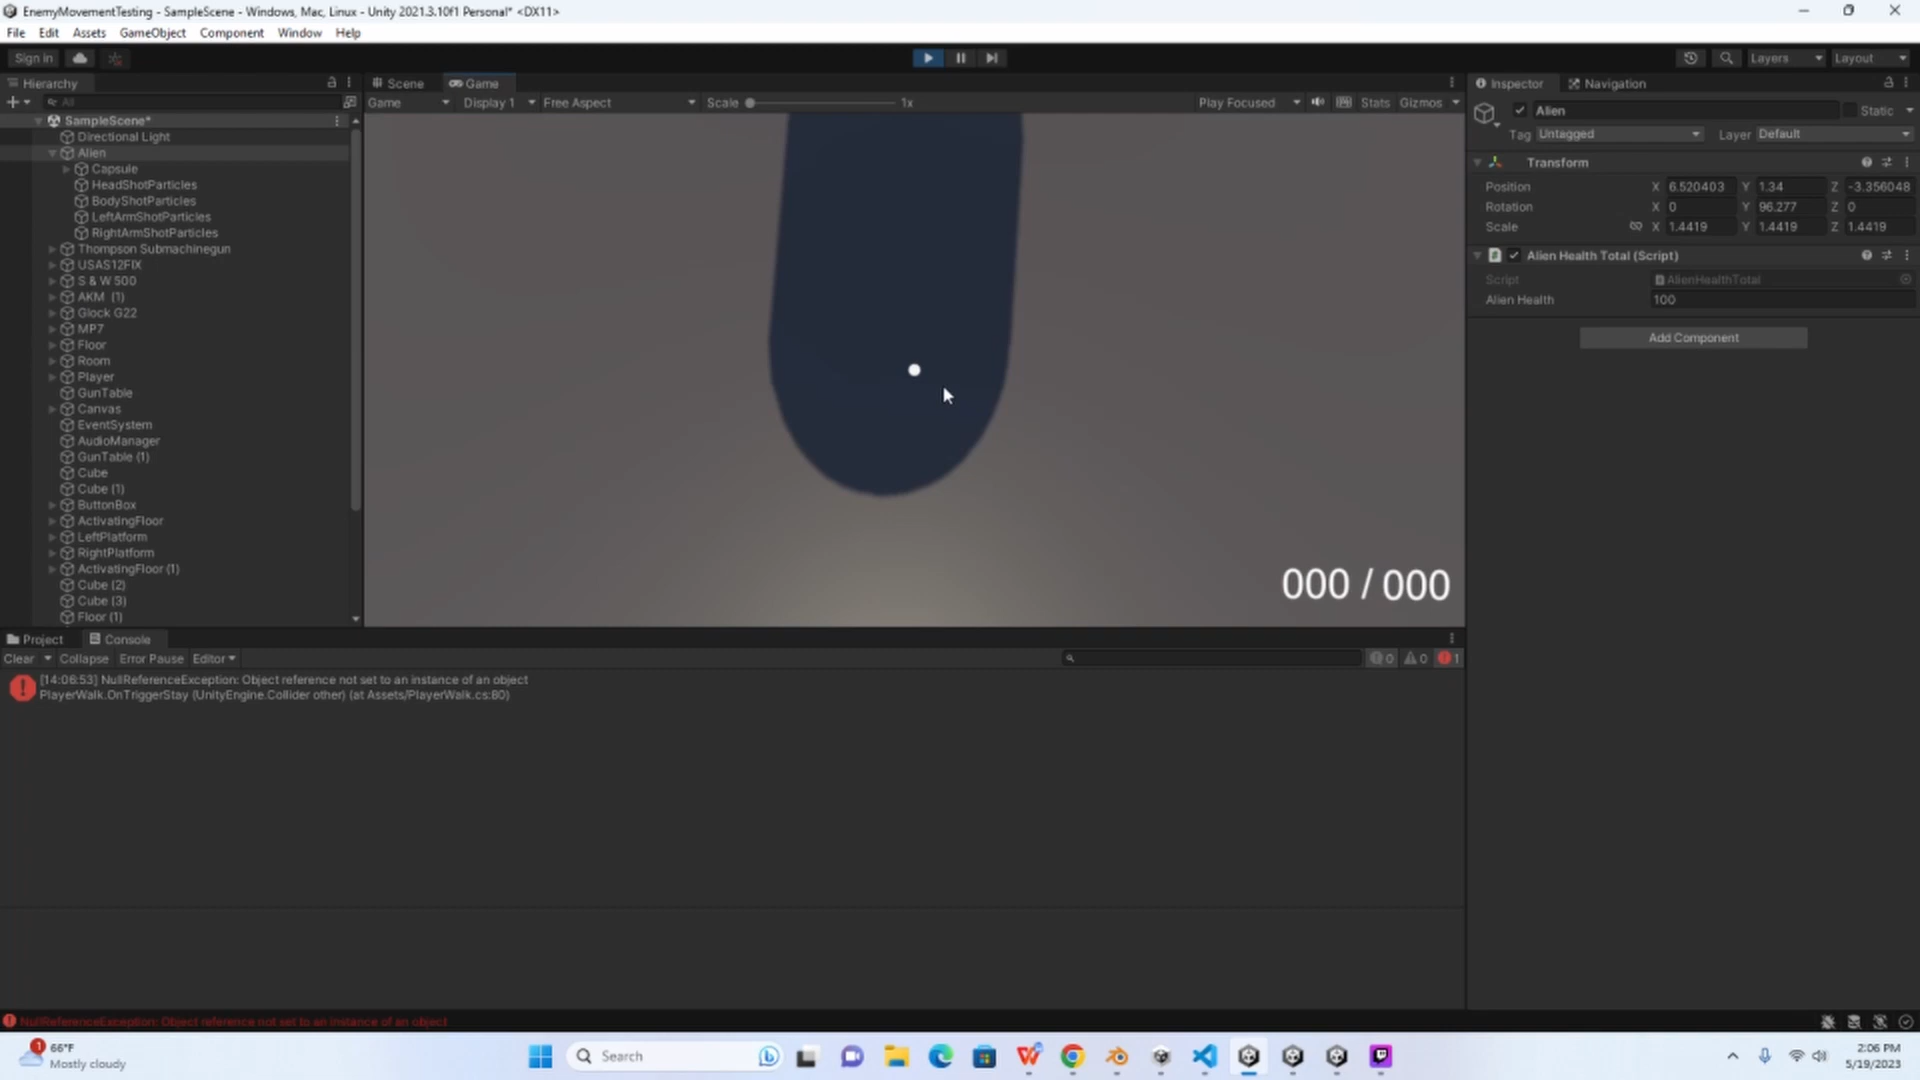 EnemyMovementTesting - SampleScene - Windows, Mac, Linux - Unity 2021.3.10f1 Personal* <DX11>
File Edit Assets GameObject Component Window Help
Sign in Layers Layout
Hierarchy
All
SampleScene*
Directional Light
Alien
Capsule
HeadShotParticles
BodyShotParticles
LeftArmShotParticles
RightArmShotParticles
Thompson Submachinegun
USAS12FIX
S & W 500
AKM (1)
Glock G22
MP7
Floor
Room
Player
GunTable
Canvas
EventSystem
AudioManager
GunTable (1)
Cube
Cube (1)
ButtonBox
ActivatingFloor
LeftPlatform
RightPlatform
ActivatingFloor (1)
Cube (2)
Cube (3)
Floor (1)
Scene Game
Game Display 1 Free Aspect Scale 1x Play Focused Stats Gizmos
000 / 000
Inspector Navigation
Alien Static
Tag Untagged Layer Default
Transform
Position X 6.520403 Y 1.34 Z -3.356048
Rotation X 0 Y 96.277 Z 0
Scale X 1.4419 Y 1.4419 Z 1.4419
Alien Health Total (Script)
Script AlienHealthTotal
Alien Health 100
Add Component
Project Console
Clear Collapse Error Pause Editor 0 0 1
[14:06:53] NullReferenceException: Object reference not set to an instance of an object
PlayerWalk.OnTriggerStay (UnityEngine.Collider other) (at Assets/PlayerWalk.cs:80)
NullReferenceException: Object reference not set to an instance of an object
1
66°F
Mostly cloudy
Search
2:06 PM
5/19/2023